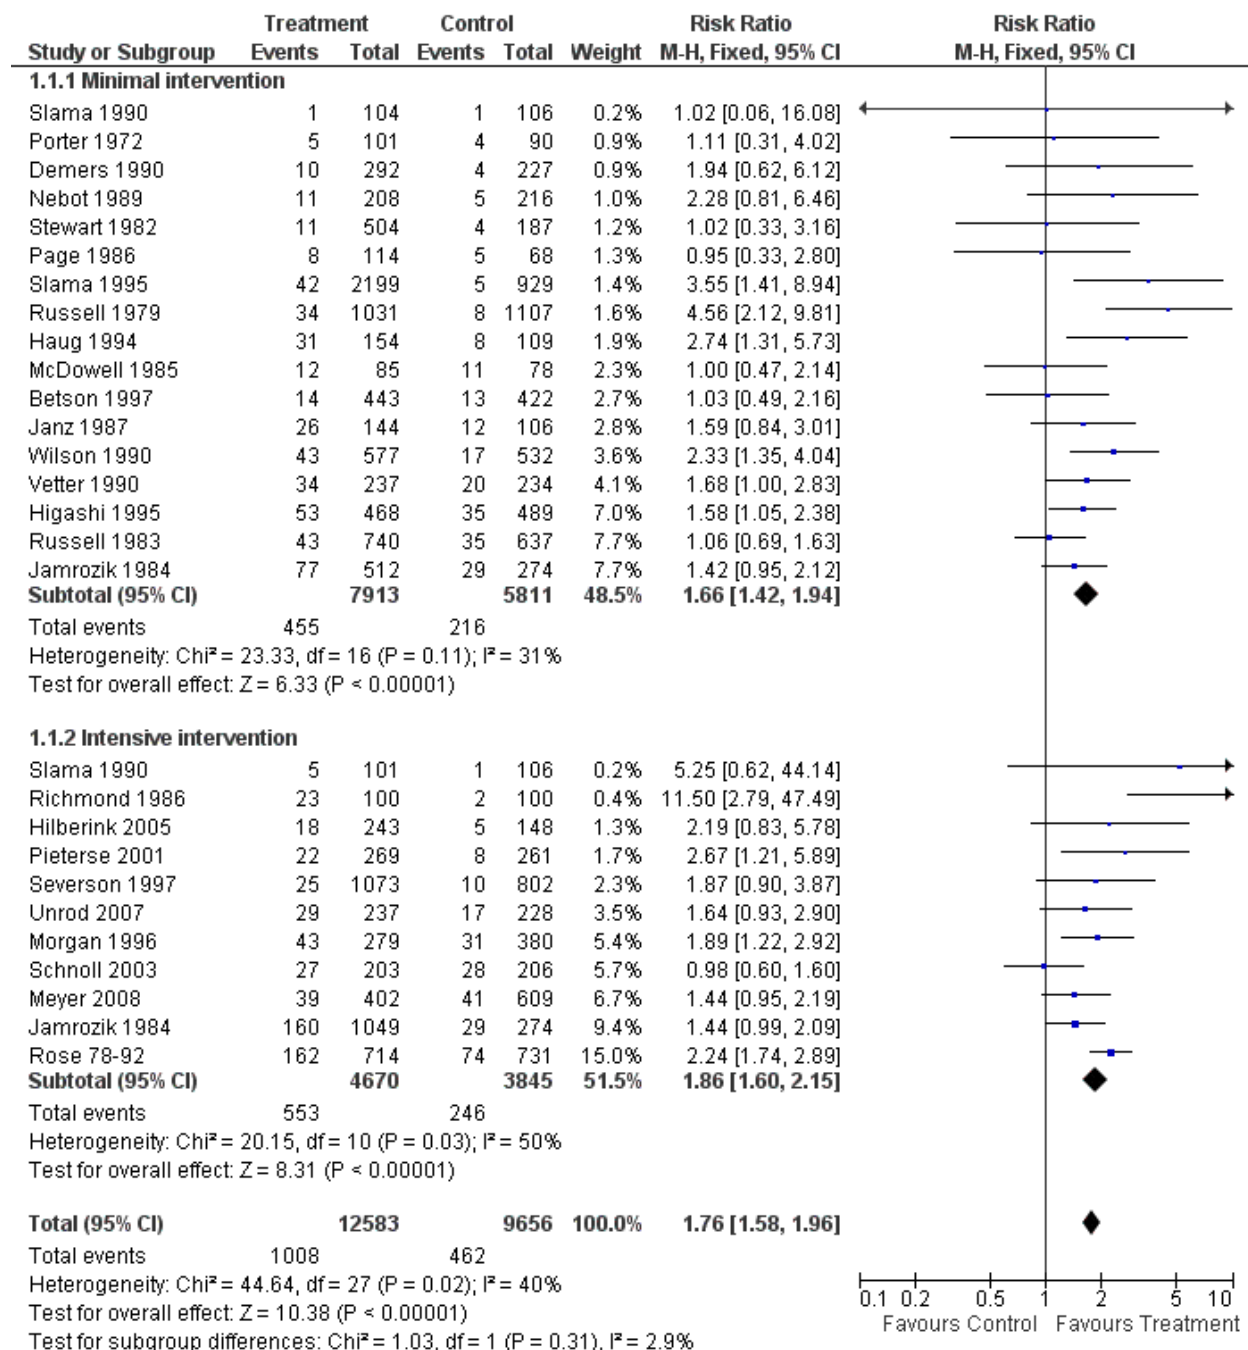 Treatment Control Risk Ratio Risk Ratio
Study or Subgroup Events Total Events Total Weight M-H, Fixed, 95% CI M-H, Fixed, 95% CI
1.1.1 Minimal intervention
Slama 1990 1 104 1 106 0.2% 1.02 [0.06, 16.08]
Porter 1972 5 101 4 90 0.9% 1.11 [0.31, 4.02]
Demers 1990 10 292 4 227 0.9% 1.94 [0.62, 6.12]
Nebot 1989 11 208 5 216 1.0% 2.28 [0.81, 6.46]
Stewart 1982 11 504 4 187 1.2% 1.02 [0.33, 3.16]
Page 1986 8 114 5 68 1.3% 0.95 [0.33, 2.80]
Slama 1995 42 2199 5 929 1.4% 3.55 [1.41, 8.94]
Russell 1979 34 1031 8 1107 1.6% 4.56 [2.12, 9.81]
Haug 1994 31 154 8 109 1.9% 2.74 [1.31, 5.73]
McDowell 1985 12 85 11 78 2.3% 1.00 [0.47, 2.14]
Betson 1997 14 443 13 422 2.7% 1.03 [0.49, 2.16]
Janz 1987 26 144 12 106 2.8% 1.59 [0.84, 3.01]
Wilson 1990 43 577 17 532 3.6% 2.33 [1.35, 4.04]
Vetter 1990 34 237 20 234 4.1% 1.68 [1.00, 2.83]
Higashi 1995 53 468 35 489 7.0% 1.58 [1.05, 2.38]
Russell 1983 43 740 35 637 7.7% 1.06 [0.69, 1.63]
Jamrozik 1984 77 512 29 274 7.7% 1.42 [0.95, 2.12]
Subtotal (95% CI) 7913 5811 48.5% 1.66 [1.42, 1.94]
Total events 455 216
Heterogeneity: Chi² = 23.33, df = 16 (P = 0.11); I² = 31%
Test for overall effect: Z = 6.33 (P < 0.00001)
1.1.2 Intensive intervention
Slama 1990 5 101 1 106 0.2% 5.25 [0.62, 44.14]
Richmond 1986 23 100 2 100 0.4% 11.50 [2.79, 47.49]
Hilberink 2005 18 243 5 148 1.3% 2.19 [0.83, 5.78]
Pieterse 2001 22 269 8 261 1.7% 2.67 [1.21, 5.89]
Severson 1997 25 1073 10 802 2.3% 1.87 [0.90, 3.87]
Unrod 2007 29 237 17 228 3.5% 1.64 [0.93, 2.90]
Morgan 1996 43 279 31 380 5.4% 1.89 [1.22, 2.92]
Schnoll 2003 27 203 28 206 5.7% 0.98 [0.60, 1.60]
Meyer 2008 39 402 41 609 6.7% 1.44 [0.95, 2.19]
Jamrozik 1984 160 1049 29 274 9.4% 1.44 [0.99, 2.09]
Rose 78-92 162 714 74 731 15.0% 2.24 [1.74, 2.89]
Subtotal (95% CI) 4670 3845 51.5% 1.86 [1.60, 2.15]
Total events 553 246
Heterogeneity: Chi² = 20.15, df = 10 (P = 0.03); I² = 50%
Test for overall effect: Z = 8.31 (P < 0.00001)
Total (95% CI) 12583 9656 100.0% 1.76 [1.58, 1.96]
Total events 1008 462
Heterogeneity: Chi² = 44.64, df = 27 (P = 0.02); I² = 40%
Test for overall effect: Z = 10.38 (P < 0.00001)
Test for subgroup differences: Chi² = 1.03, df = 1 (P = 0.31), I² = 2.9%
0.1 0.2 0.5 1 2 5 10
Favours Control Favours Treatment